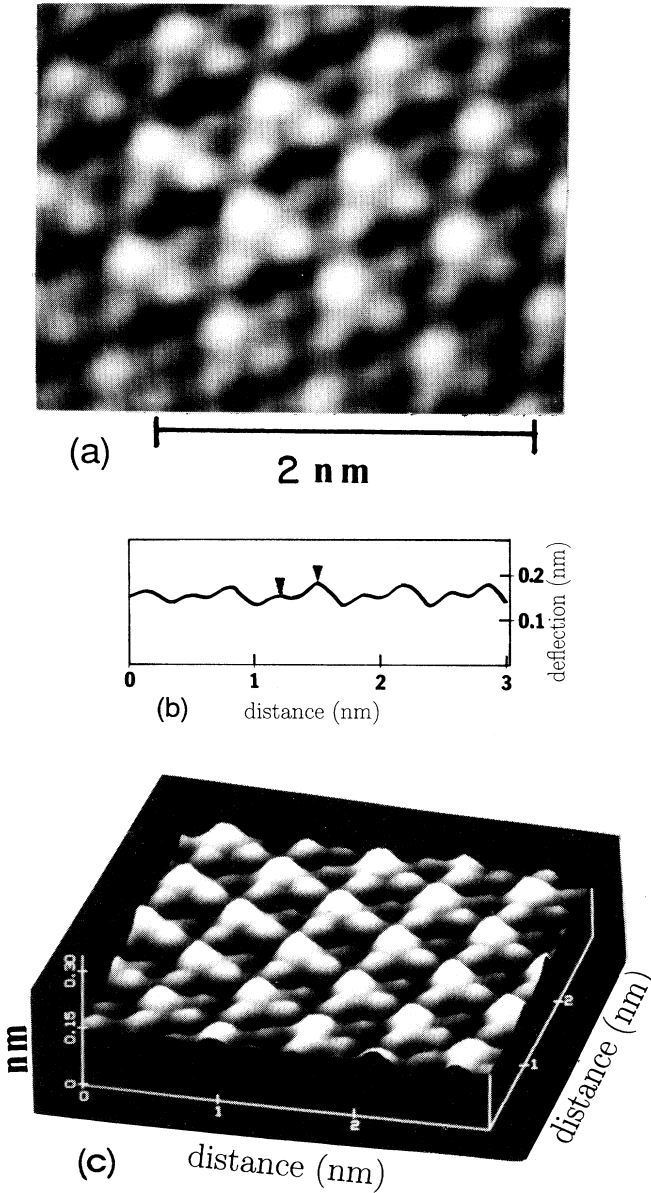 (a)
2 nm
0.2
0.1
deflection (nm)
0 1 2 3
(b)
distance (nm)
0.30
0.15
0
nm
0
1
2
1
2
distance (nm)
distance (nm)
(c)